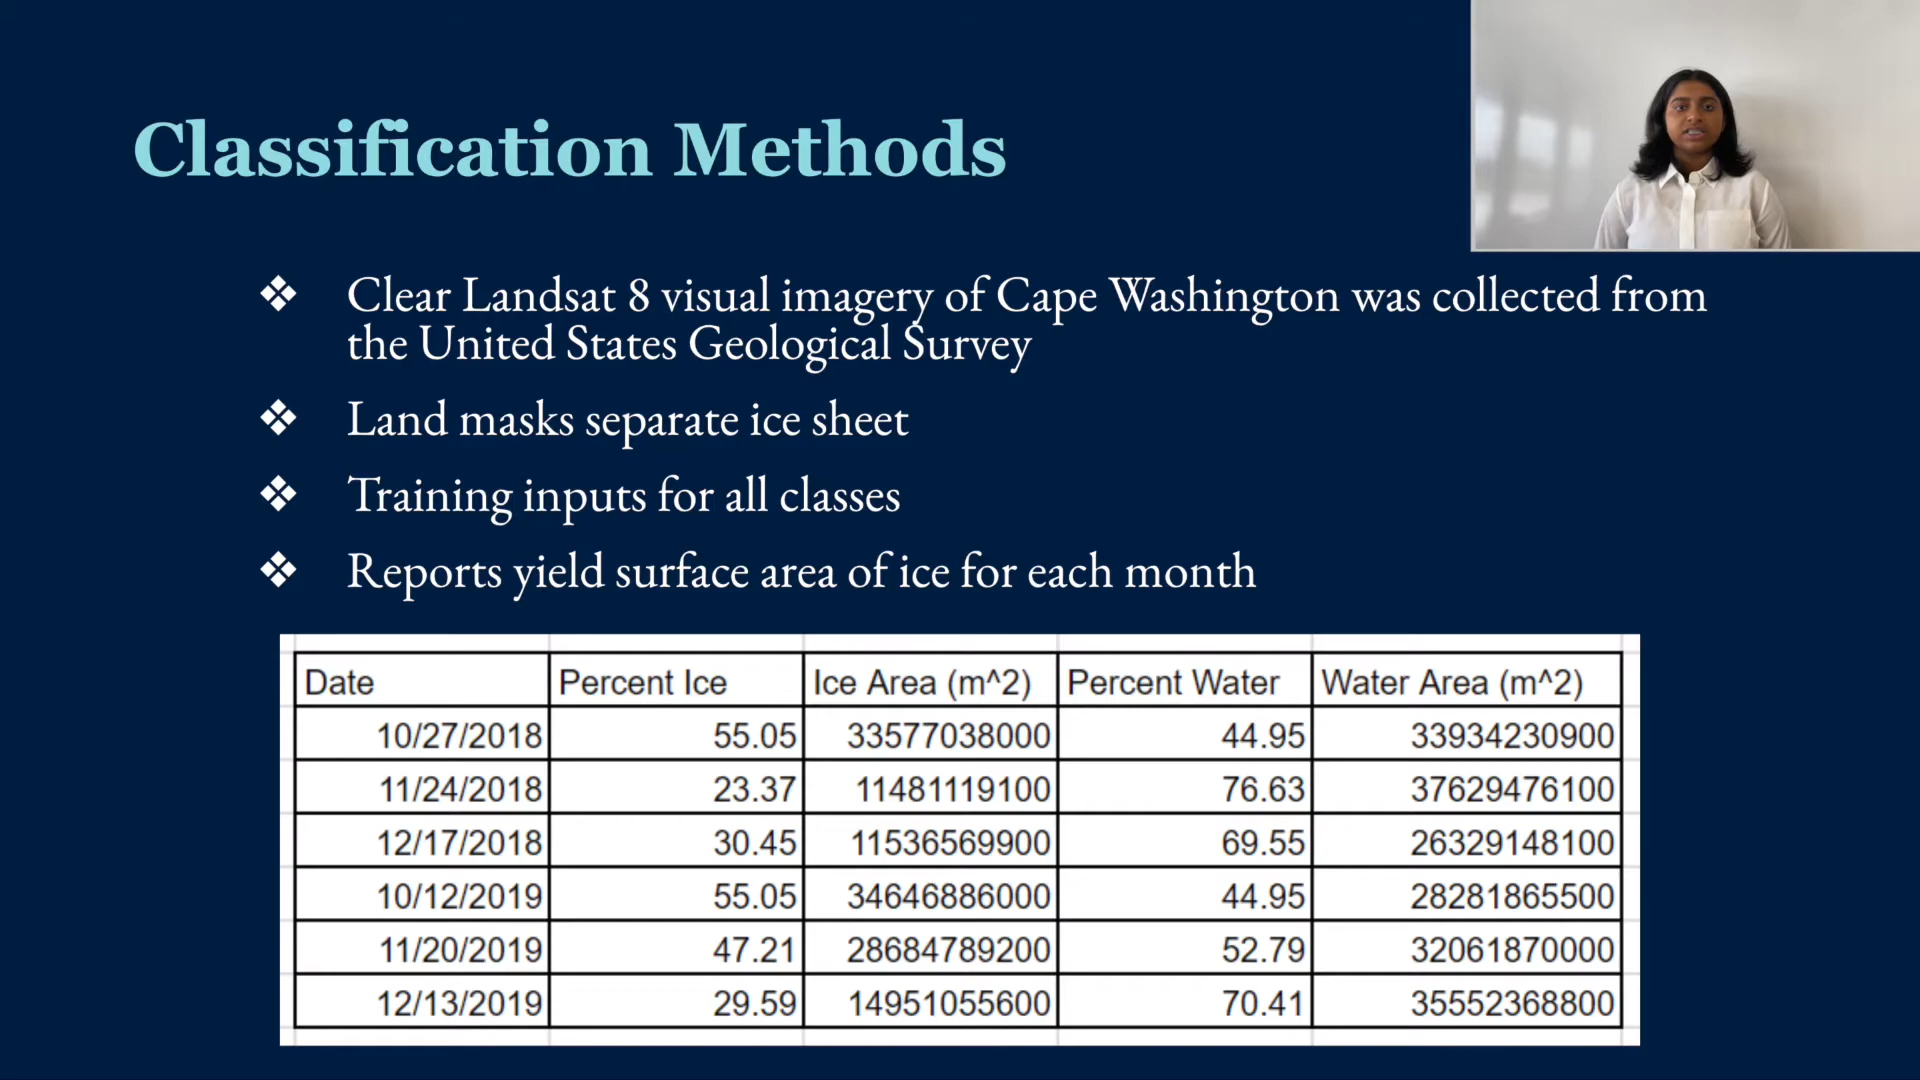 Classification Methods
❖ Clear Landsat 8 visual imagery of Cape Washington was collected from
the United States Geological Survey
❖ Land masks separate ice sheet
❖ Training inputs for all classes
❖ Reports yield surface area of ice for each month
Date Percent Ice Ice Area (m^2) Percent Water Water Area (m^2)
10/27/2018 55.05 33577038000 44.95 33934230900
11/24/2018 23.37 11481119100 76.63 37629476100
12/17/2018 30.45 11536569900 69.55 26329148100
10/12/2019 55.05 34646886000 44.95 28281865500
11/20/2019 47.21 28684789200 52.79 32061870000
12/13/2019 29.59 14951055600 70.41 35552368800